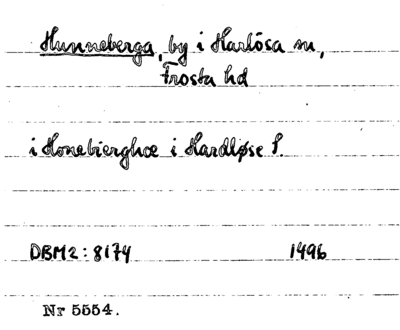 Hunneberga, by i Harlösa sn,
Frosta hd
i Honebierghæ i Hardløse S.
DBM2:8174 1496
Nr 5554.